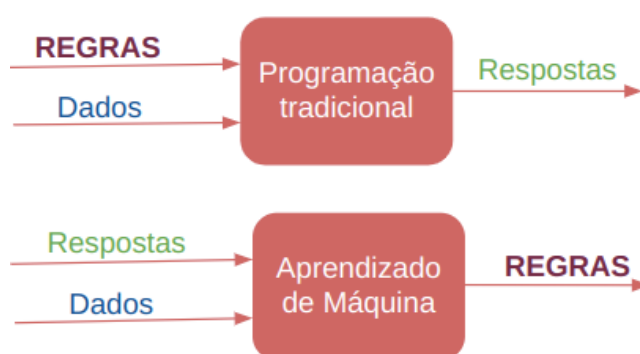 REGRAS
Dados
Programação
tradicional
Respostas
Respostas
Dados
Aprendizado
de Máquina
REGRAS